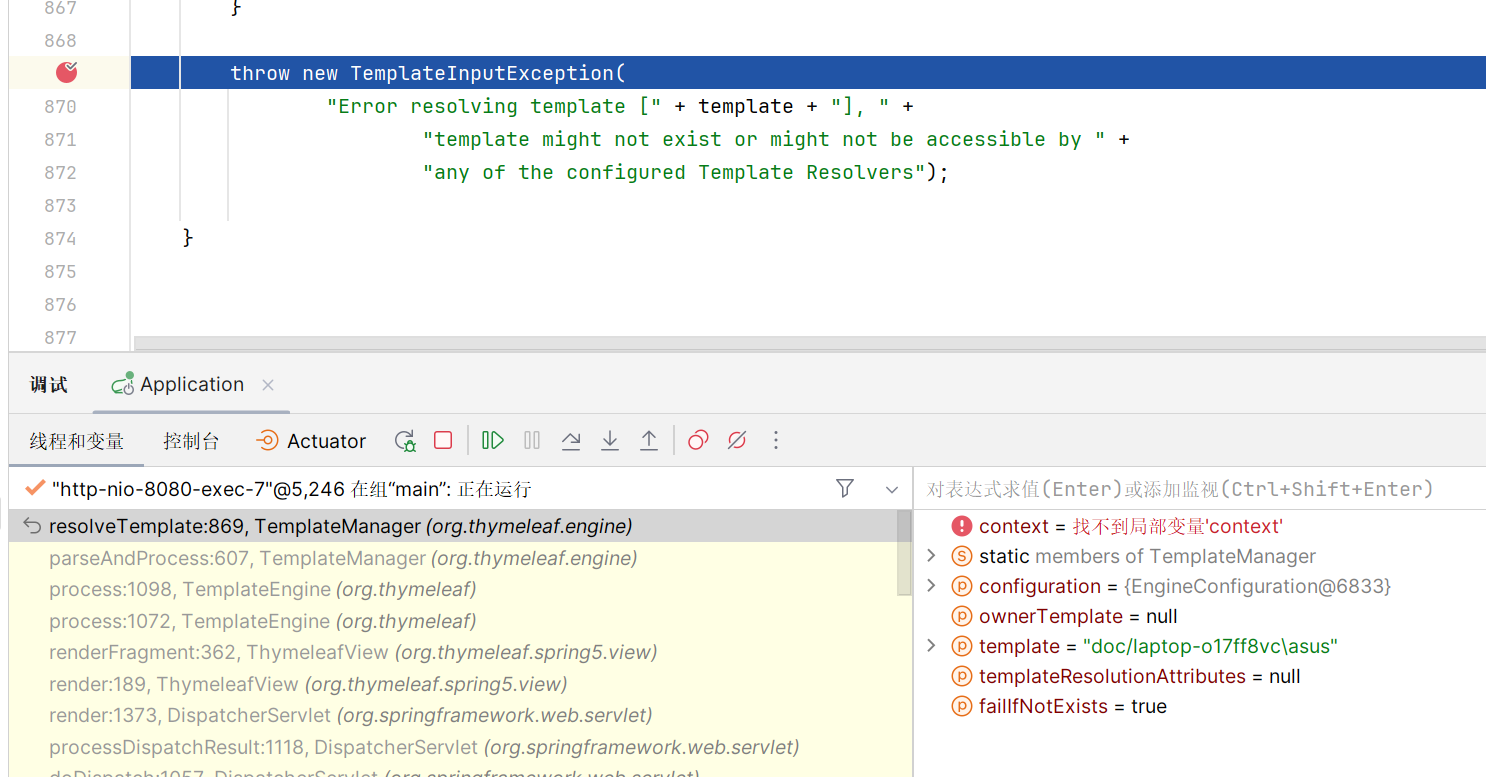 867 }
868
throw new TemplateInputException(
870 "Error resolving template [" + template + "], " +
871 "template might not exist or might not be accessible by " +
872 "any of the configured Template Resolvers");
873
874 }
875
876
877
调试 Application
线程和变量 控制台 Actuator
"http-nio-8080-exec-7"@5,246 在组“main”: 正在运行
resolveTemplate:869, TemplateManager (org.thymeleaf.engine)
parseAndProcess:607, TemplateManager (org.thymeleaf.engine)
process:1098, TemplateEngine (org.thymeleaf)
process:1072, TemplateEngine (org.thymeleaf)
renderFragment:362, ThymeleafView (org.thymeleaf.spring5.view)
render:189, ThymeleafView (org.thymeleaf.spring5.view)
render:1373, DispatcherServlet (org.springframework.web.servlet)
processDispatchResult:1118, DispatcherServlet (org.springframework.web.servlet)
doDispatch:1057, DispatcherServlet (org.springframework.web.servlet)
对表达式求值(Enter)或添加监视(Ctrl+Shift+Enter)
context = 找不到局部变量'context'
static members of TemplateManager
configuration = {EngineConfiguration@6833}
ownerTemplate = null
template = "doc/laptop-o17ff8vc\asus"
templateResolutionAttributes = null
failIfNotExists = true